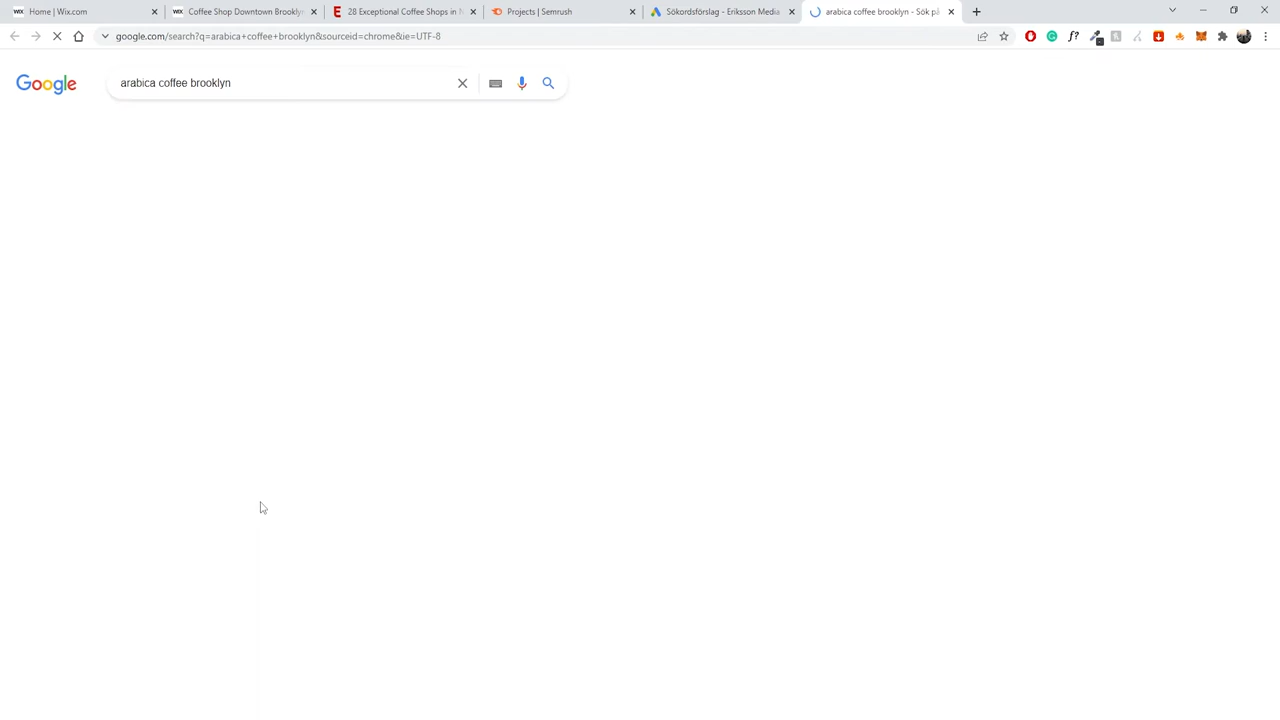 Home | Wix.com
Coffee Shop Downtown Brooklyn
28 Exceptional Coffee Shops in N
Projects | Semrush
Sökordsförslag - Eriksson Media
arabica coffee brooklyn - Sök på
google.com/search?q=arabica+coffee+brooklyn&sourceid=chrome&ie=UTF-8
Google
arabica coffee brooklyn